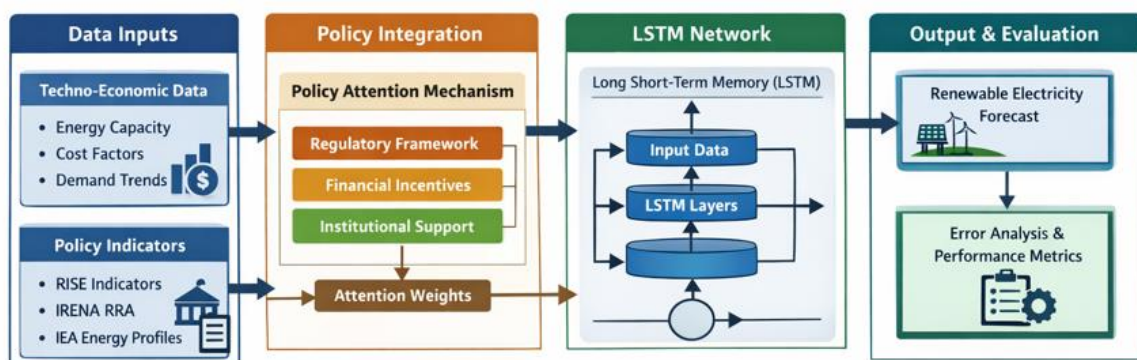 Data Inputs
Techno-Economic Data
• Energy Capacity
• Cost Factors
• Demand Trends
$
Policy Indicators
• RISE Indicators
• IRENA RRA
• IEA Energy Profiles
Policy Integration
Policy Attention Mechanism
Regulatory Framework
Financial Incentives
Institutional Support
Attention Weights
LSTM Network
Long Short-Term Memory (LSTM)
Input Data
LSTM Layers
Output & Evaluation
Renewable Electricity
Forecast
Error Analysis &
Performance Metrics